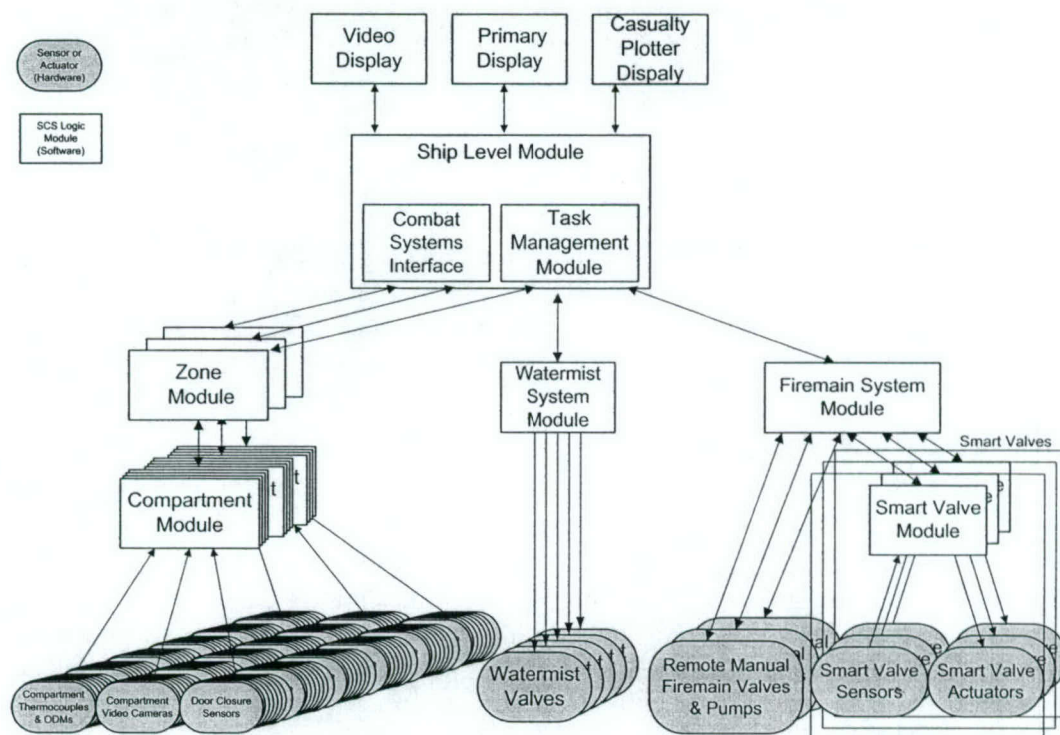 Sensor or
Actuator
(Hardware)
SCS Logic
Module
(Software)
Video
Display
Primary
Display
Casualty
Plotter
Dispaly
Ship Level Module
Combat
Systems
Interface
Task
Management
Module
Zone
Module
Watermist
System
Module
Firemain System
Module
Smart Valves
Compartment
Module
t
t
Smart Valve
Module
e
e
Compartment
Thermocouples
& ODMs
Compartment
Video Cameras
Door Closure
Sensors
Watermist
Valves
t
t
t
t
Remote Manual
Firemain Valves
& Pumps
al
al
Smart Valve
Sensors
Smart Valve
Actuators
e
e